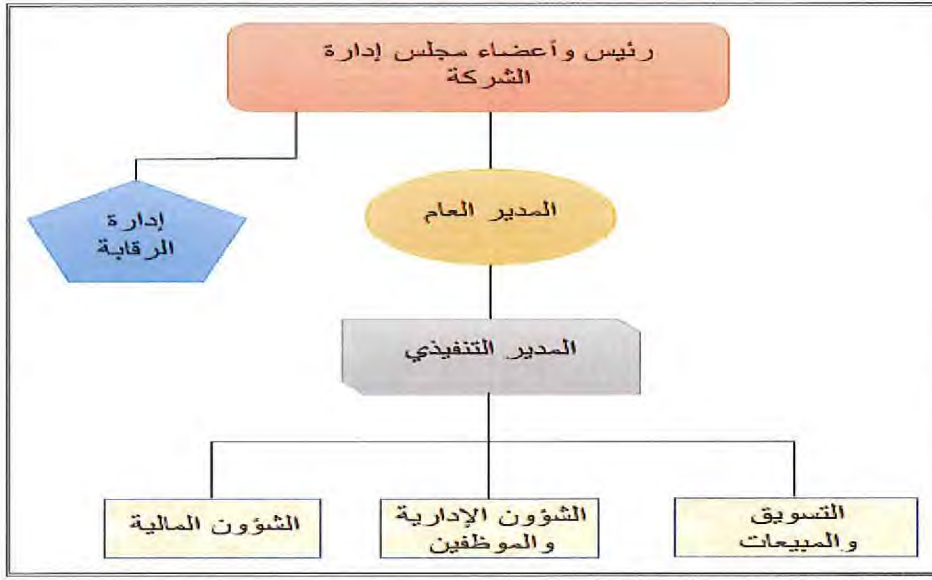 رئيس وأعضاء مجلس إدارة
الشركة
المدير العام
إدارة
الرقابة
المدير التنفيذي
التسويق
والمبيعات
الشؤون الإدارية
والموظفين
الشؤون المالية